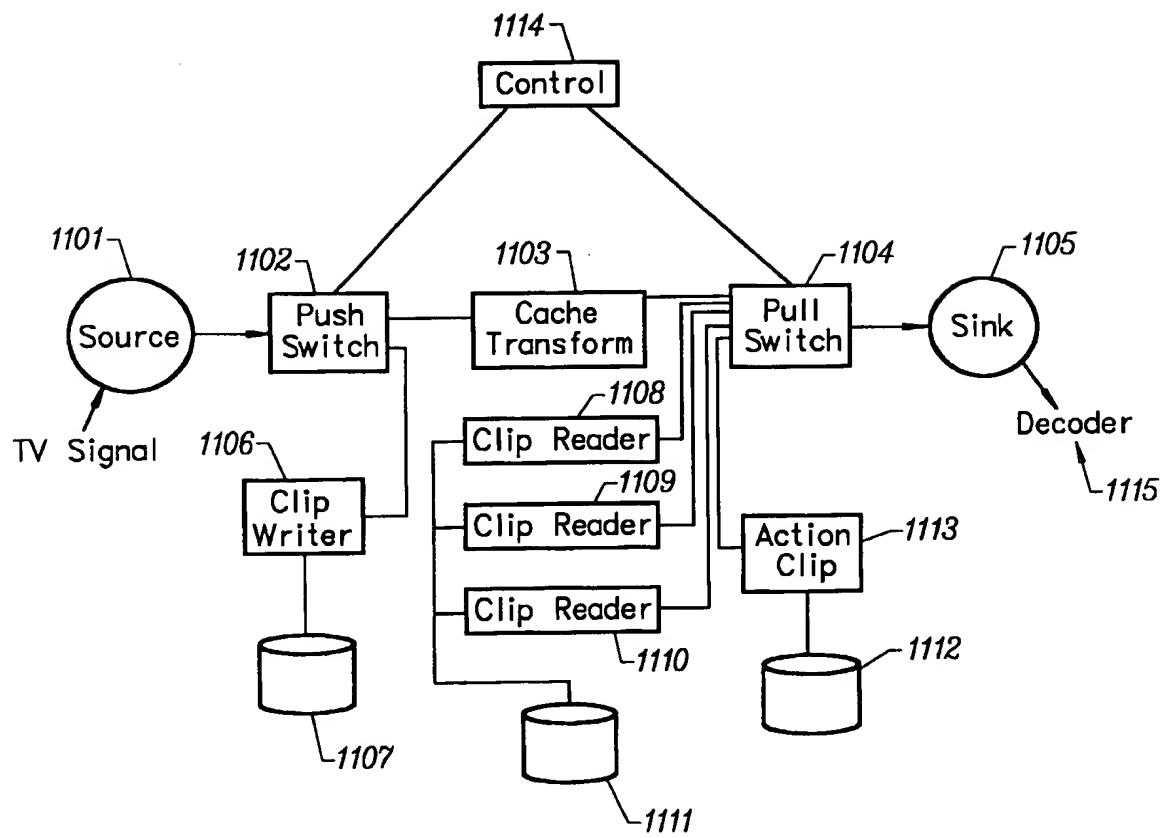 1114
Control
1101
1102
1103
1104
1105
Source
Push
Switch
Cache
Transform
Pull
Switch
Sink
TV Signal
Decoder
1115
1106
Clip
Writer
1107
1108
Clip Reader
1109
Clip Reader
Clip Reader
1110
1111
Action
Clip
1113
1112